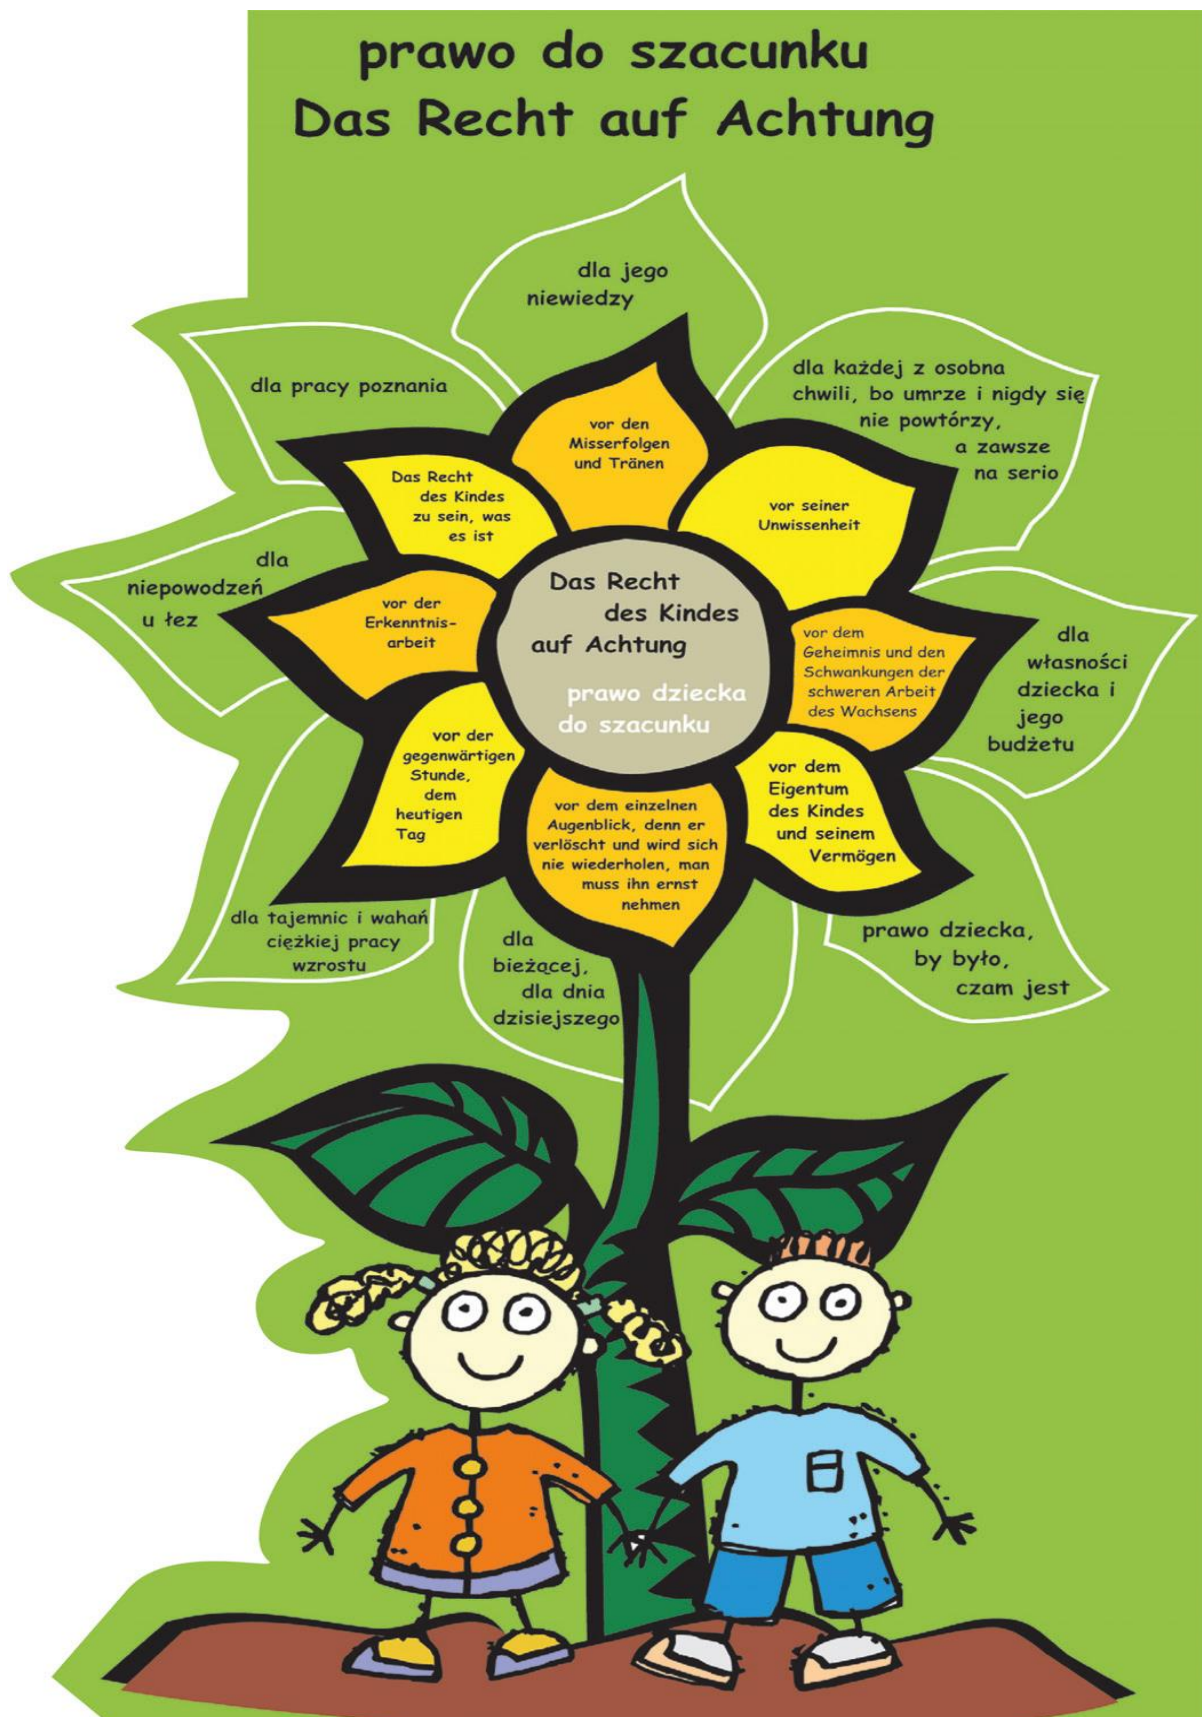 prawo do szacunku
Das Recht auf Achtung
dla jego
niewiedzy
dla pracy poznania
dla każdej z osobna
chwili, bo umrze i nigdy się
nie powtórzy,
a zawsze
na serio
vor den
Misserfolgen
und Tränen
Das Recht
des Kindes
zu sein, was
es ist
vor seiner
Unwissenheit
dla
niepowodzeń
u łez
vor der
Erkenntnis-
arbeit
Das Recht
des Kindes
auf Achtung
prawo dziecka
do szacunku
vor dem
Geheimnis und den
Schwankungen der
schweren Arbeit
des Wachsens
dla
własności
dziecka i
jego
budżetu
vor der
gegenwärtigen
Stunde,
dem
heutigen
Tag
vor dem einzelnen
Augenblick, denn er
verlöscht und wird sich
nie wiederholen, man
muss ihn ernst
nehmen
vor dem
Eigentum
des Kindes
und seinem
Vermögen
dla tajemnic i wahań
ciężkiej pracy
wzrostu
dla
bieżącej,
dla dnia
dzisiejszego
prawo dziecka,
by było,
czam jest